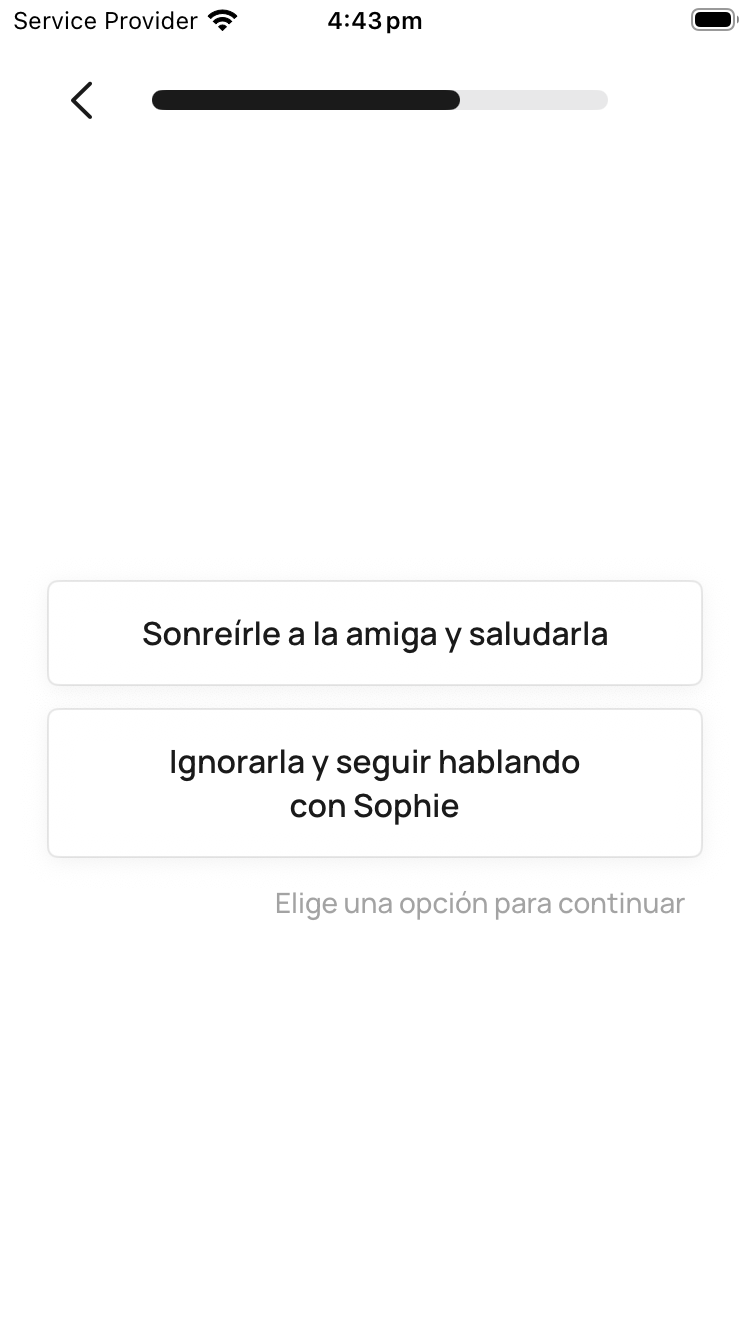 Service Provider 4:43 pm
Sonreírle a la amiga y saludarla
Ignorarla y seguir hablando
con Sophie
Elige una opción para continuar